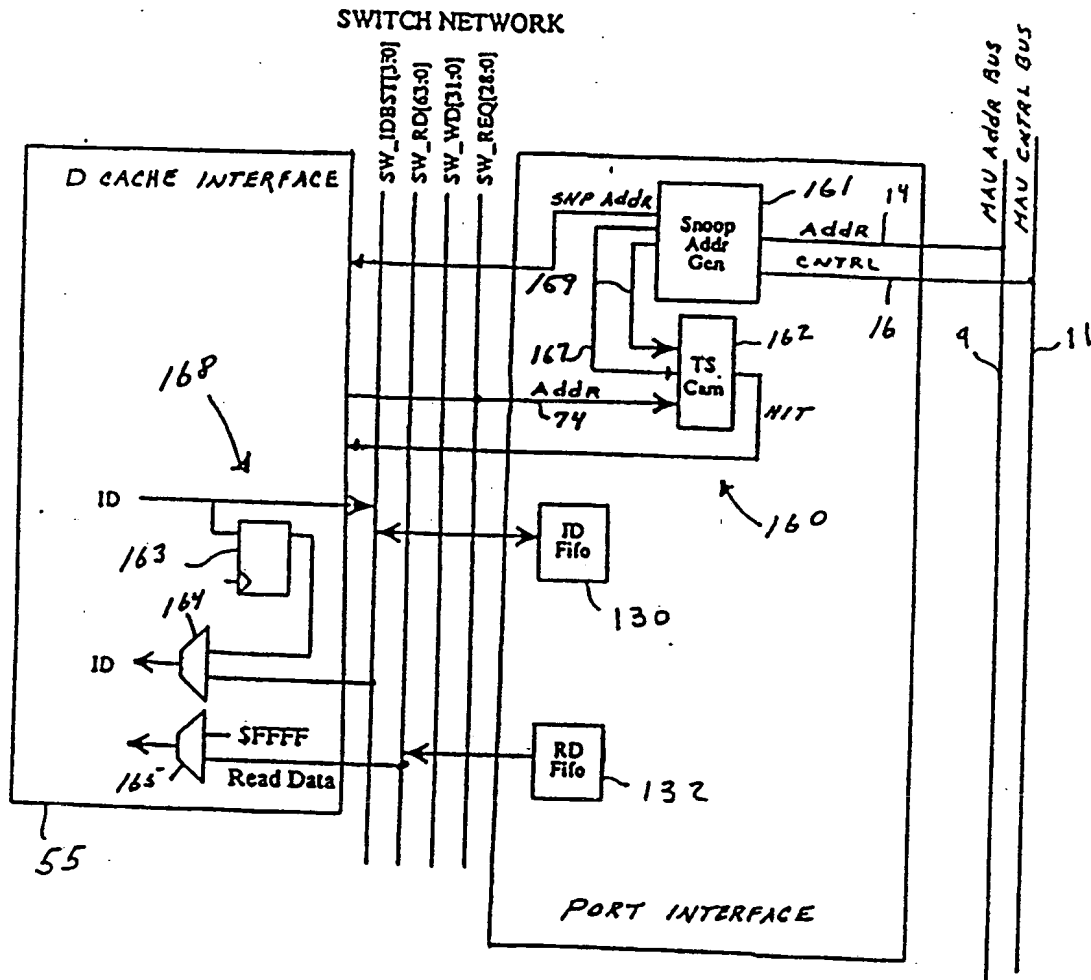 SWITCH NETWORK
SW_IDBST[3:0]
SW_RD[63:0]
SW_WD[31:0]
SW_REQ[28:0]
MAU Addr BUS
MAU CNTRL BUS
D CACHE INTERFACE
SNP Addr
Snoop
Addr
Gen
161
14
Addr
CNTRL
169
16
162
167
TS.
Cam
9
11
168
Addr
74
HIT
ID
160
163
ID
Fifo
130
164
ID
$FFFF
165
Read Data
RD
Fifo
132
55
PORT INTERFACE